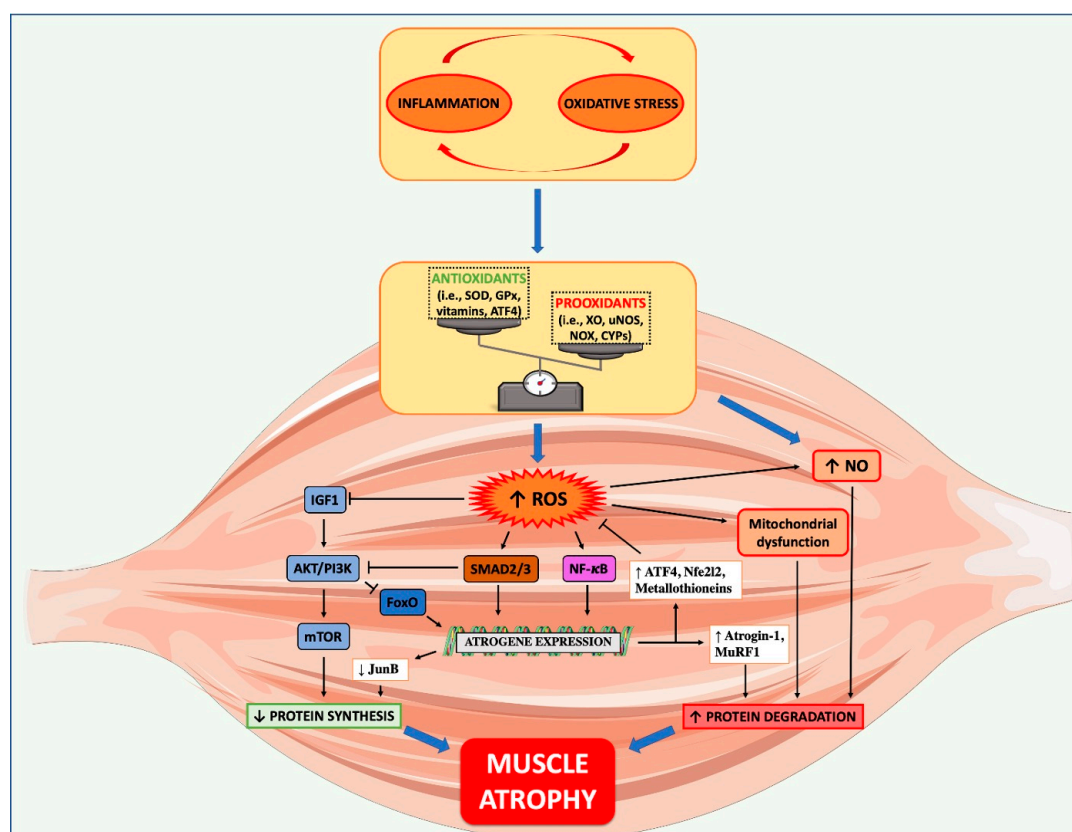 INFLAMMATION
OXIDATIVE STRESS
ANTIOXIDANTS
(i.e., SOD, GPx,
vitamins, ATF4)
PROOXIDANTS
(i.e., XO, uNOS,
NOX, CYPs)
↑ NO
↑ ROS
IGF1
Mitochondrial
dysfunction
AKT/PI3K
SMAD2/3
NF-κB
↑ ATF4, Nfe2l2,
Metallothioneins
FoxO
mTOR
ATROGENE EXPRESSION
↑ Atrogin-1,
MuRF1
↓ JunB
↓ PROTEIN SYNTHESIS
↑ PROTEIN DEGRADATION
MUSCLE
ATROPHY